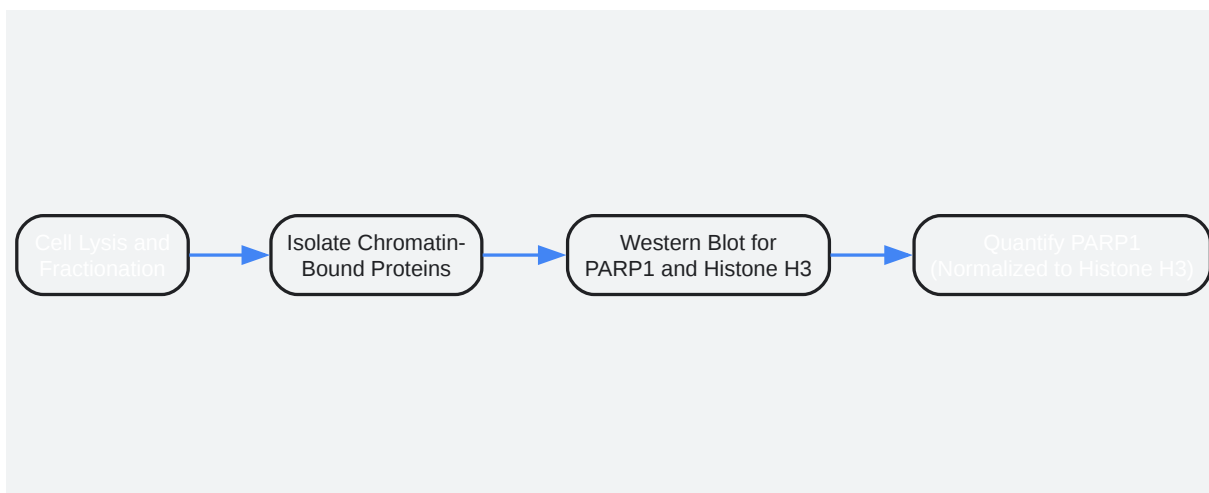 Cell Lysis and
Fractionation
Isolate Chromatin-
Bound Proteins
Western Blot for
PARP1 and Histone H3
Quantify PARP1
(Normalized to Histone H3)